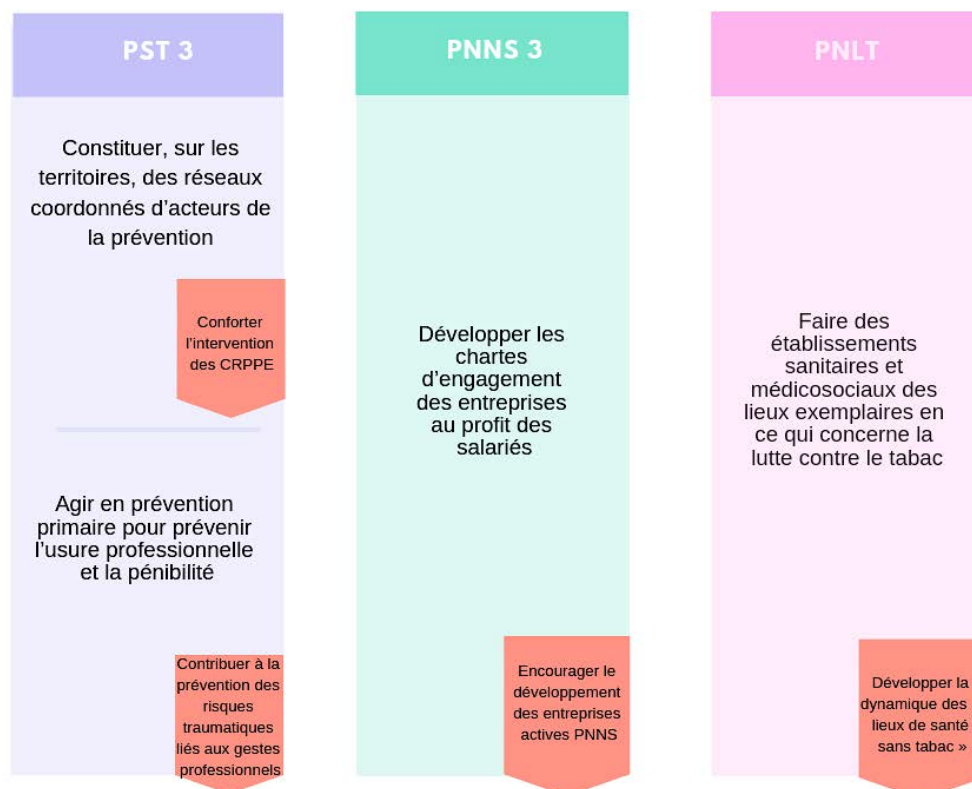 PST 3
Constituer, sur les
territoires, des réseaux
coordonnés d’acteurs de
la prévention
Conforter
l’intervention
des CRPPE
Agir en prévention
primaire pour prévenir
l’usure professionnelle
et la pénibilité
Contribuer à la
prévention des
risques
traumatiques
liés aux gestes
professionnels
PNNS 3
Développer les
chartes
d’engagement
des entreprises
au profit des
salariés
Encourager le
développement
des entreprises
actives PNNS
PNLT
Faire des
établissements
sanitaires et
médicosociaux des
lieux exemplaires en
ce qui concerne la
lutte contre le tabac
Développer la
dynamique des
lieux de santé
sans tabac »